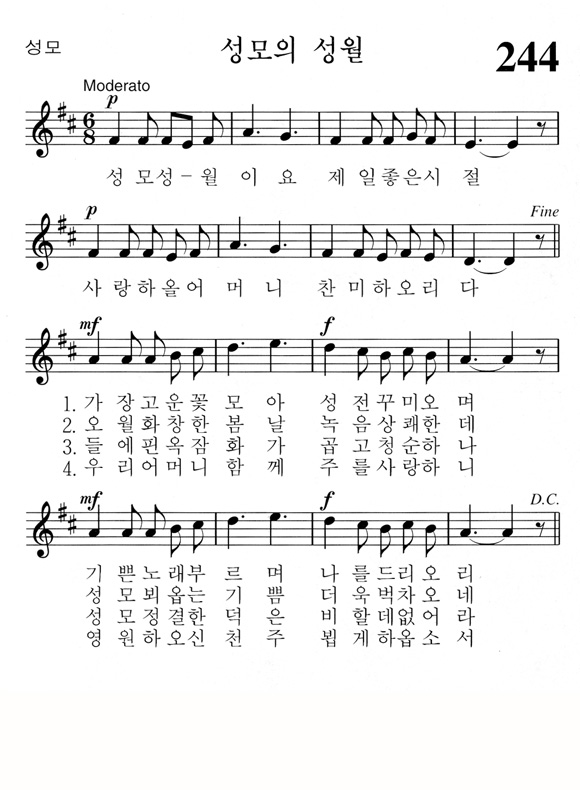 성모
성모의 성월
244
Moderato
p
6
8
성 모 성 - 월 이 요 제 일 좋은시 절
p
Fine
사 랑하올어 머 니 찬 미하오리 다
mf f
1. 가 장고운꽃 모 아 성 전꾸미오 며
2. 오 월화창한 봄 날 녹 음상쾌한 데
3. 들 에핀옥잠 화 가 곱 고청순하 나
4. 우 리어머니 함 께 주 를사랑하 니
mf f D.C.
기 쁜노래부 르 며 나 를드리오 리
성 모뵈옵는 기 쁨 더 욱벅차오 네
성 모정결한 덕 은 비 할데없어 라
영 원하오신 천 주 뵙 게하옵소 서